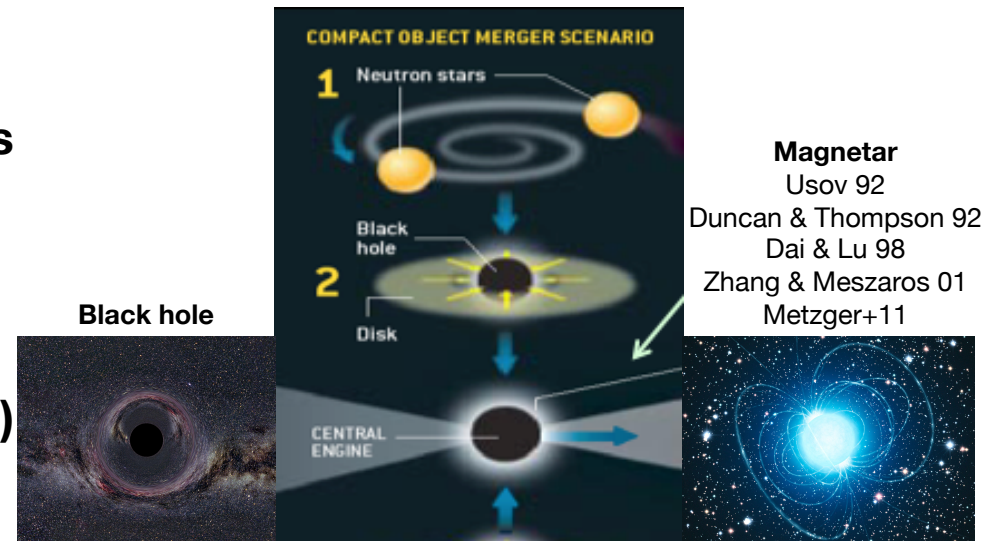 s
)
Black hole
COMPACT OBJECT MERGER SCENARIO
1
Neutron stars
Black
hole
2
Disk
CENTRAL
ENGINE
Magnetar
Usov 92
Duncan & Thompson 92
Dai & Lu 98
Zhang & Meszaros 01
Metzger+11